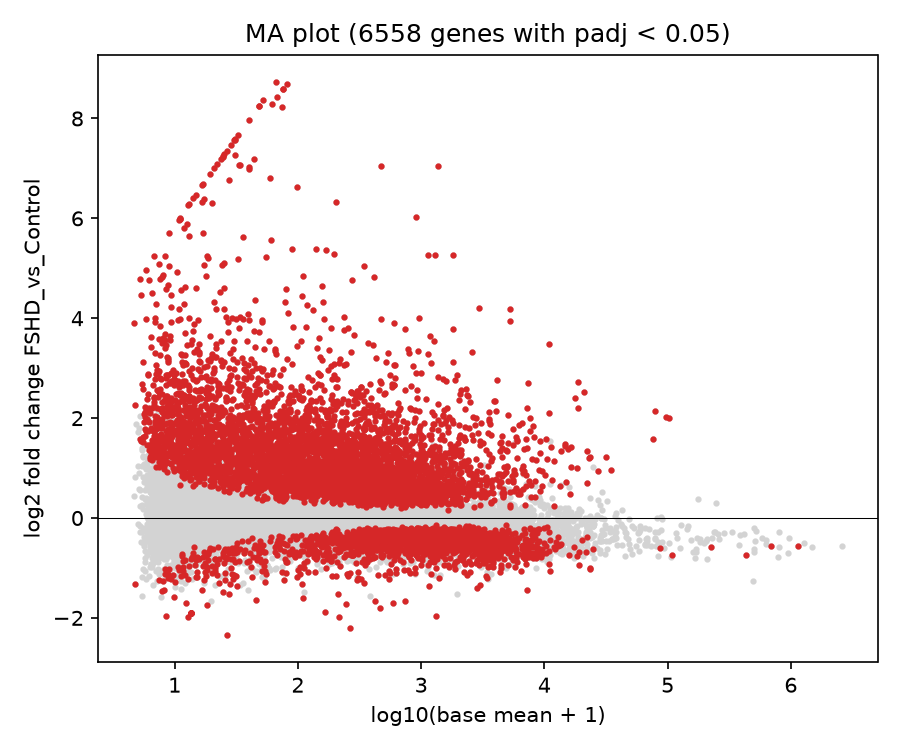 MA plot (6558 genes with padj < 0.05)
log2 fold change FSHD_vs_Control
8
6
4
2
0
−2
1 2 3 4 5 6
log10(base mean + 1)